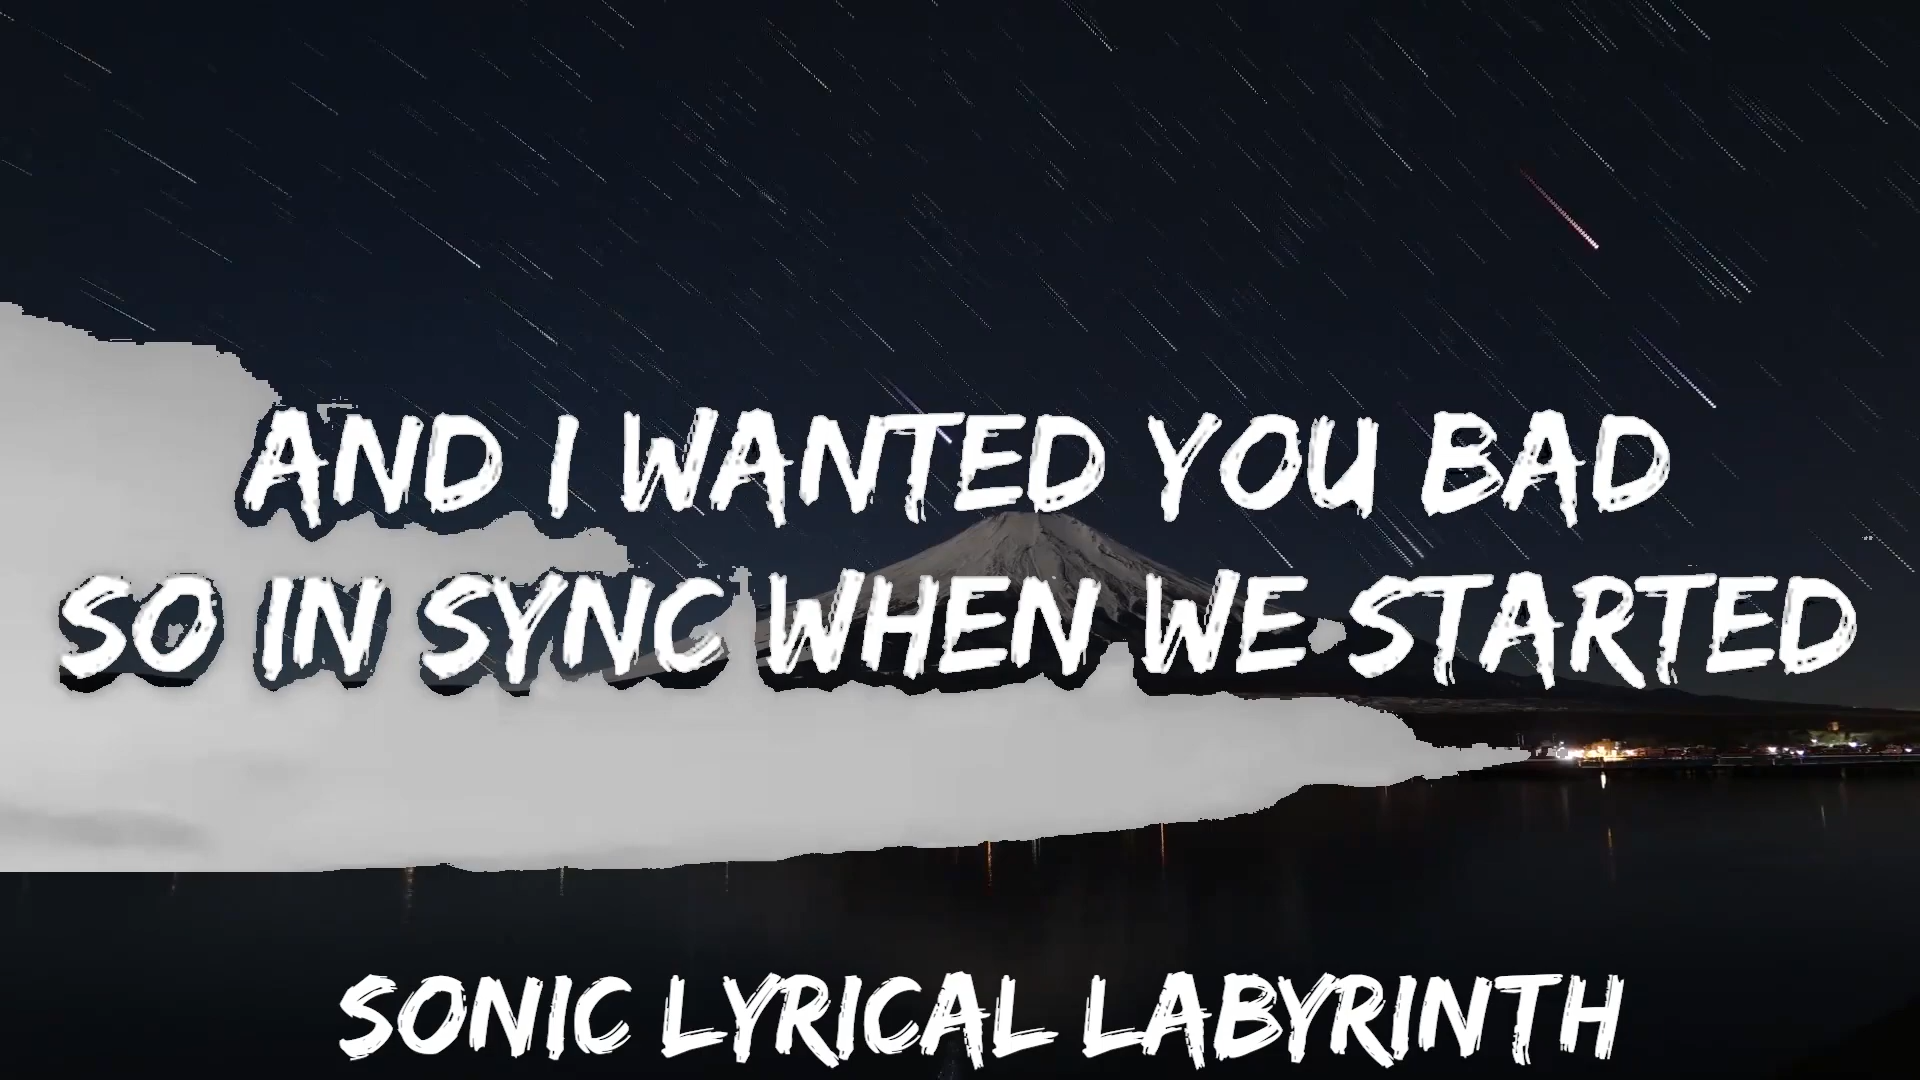 AND I WANTED YOU BAD
SO IN SYNC WHEN WE STARTED
SONIC LYRICAL LABYRINTH